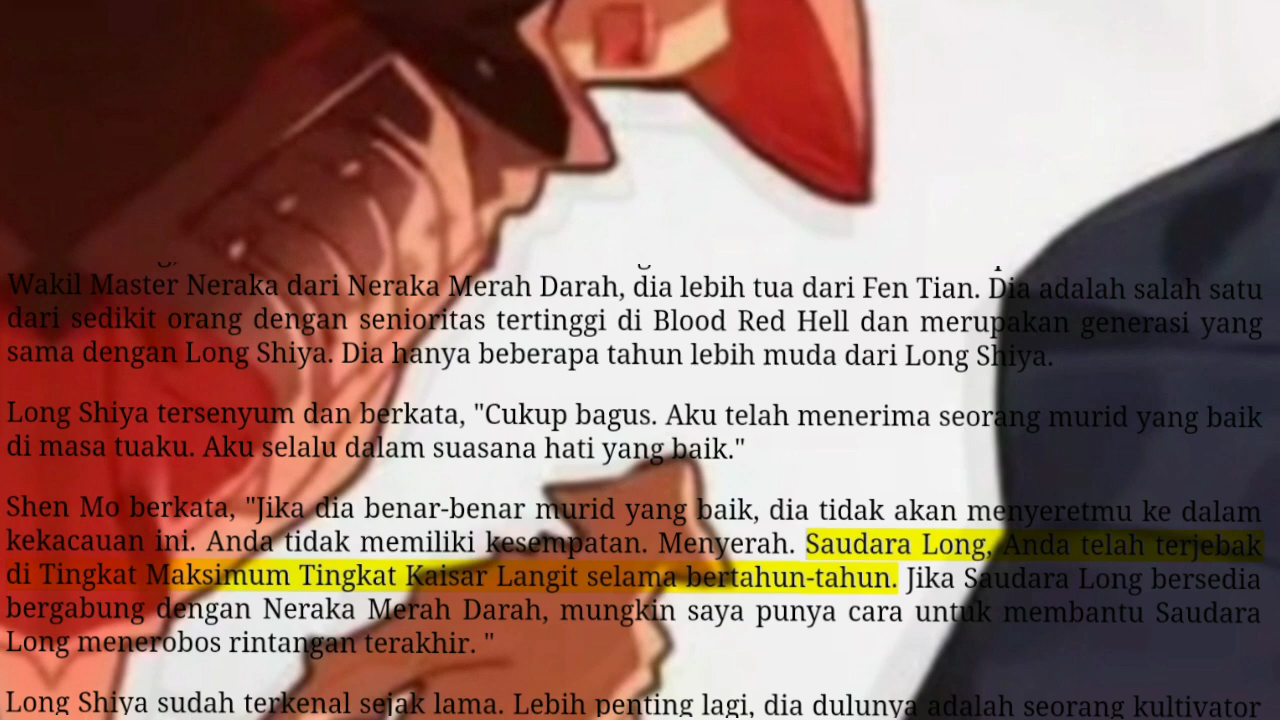 Wakil Master Neraka dari Neraka Merah Darah, dia lebih tua dari Fen Tian. Dia adalah salah satu
dari sedikit orang dengan senioritas tertinggi di Blood Red Hell dan merupakan generasi yang
sama dengan Long Shiya. Dia hanya beberapa tahun lebih muda dari Long Shiya.
Long Shiya tersenyum dan berkata, "Cukup bagus. Aku telah menerima seorang murid yang baik
di masa tuaku. Aku selalu dalam suasana hati yang baik."
Shen Mo berkata, "Jika dia benar-benar murid yang baik, dia tidak akan menyeretmu ke dalam
kekacauan ini. Anda tidak memiliki kesempatan. Menyerah. Saudara Long, Anda telah terjebak
di Tingkat Maksimum Tingkat Kaisar Langit selama bertahun-tahun. Jika Saudara Long bersedia
bergabung dengan Neraka Merah Darah, mungkin saya punya cara untuk membantu Saudara
Long menerobos rintangan terakhir. "
Long Shiya sudah terkenal sejak lama. Lebih penting lagi, dia dulunya adalah seorang kultivator